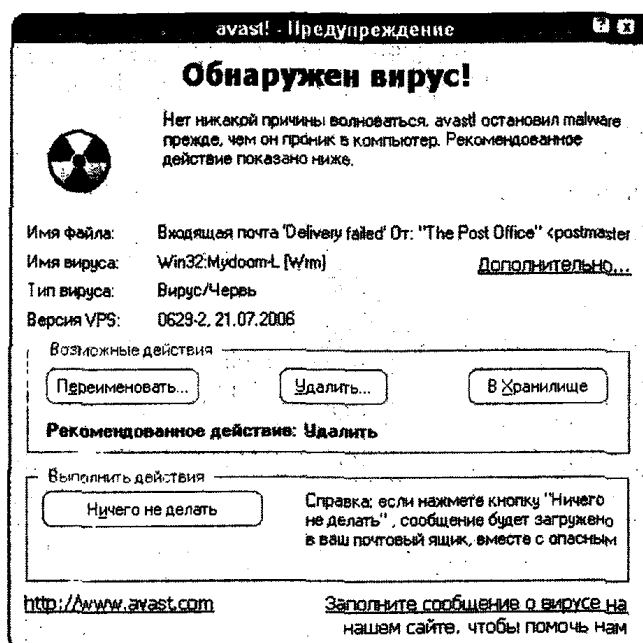 avast! - Предупреждение
Обнаружен вирус!
Нет никакой причины волноваться. avast! остановил malware
прежде, чем он проник в компьютер. Рекомендованное
действие показано ниже.
Имя файла: Входящая почта 'Delivery failed' От: "The Post Office" <postmaster
Имя вируса: Win32:Mydoom-L [Wrm] Дополнительно...
Тип вируса: Вирус/Червь
Версия VPS: 0629-2, 21.07.2006
Возможные действия
Переименовать... Удалить... В Хранилище
Рекомендованное действие: Удалить
Выполнить действия
Ничего не делать
Справка: если нажмете кнопку "Ничего
не делать" , сообщение будет загружено
в ваш почтовый ящик, вместе с опасным
http://www.avast.com
Заполните сообщение о вирусе на
нашем сайте, чтобы помочь нам